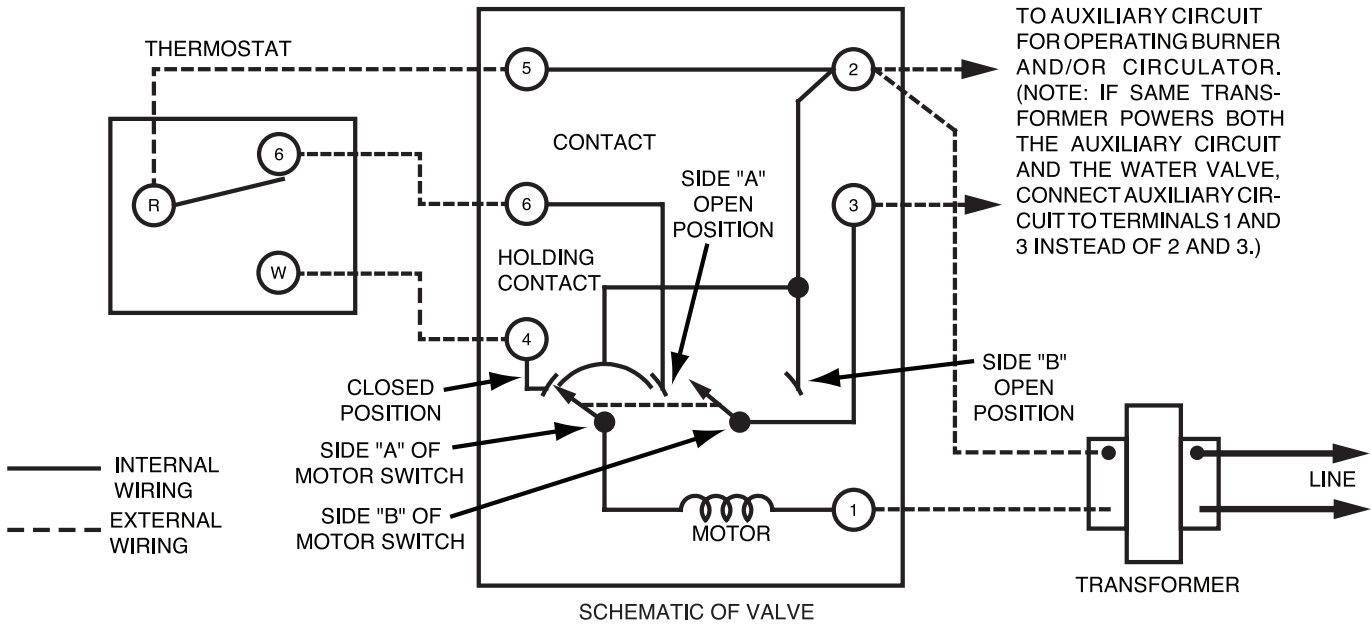 THERMOSTAT
6
R
W
5
2
CONTACT
6
SIDE "A"
OPEN
POSITION
3
HOLDING
CONTACT
4
CLOSED
POSITION
SIDE "B"
OPEN
POSITION
SIDE "A" OF
MOTOR SWITCH
SIDE "B" OF
MOTOR SWITCH
MOTOR
1
TO AUXILIARY CIRCUIT
FOR OPERATING BURNER
AND/OR CIRCULATOR.
(NOTE: IF SAME TRANS-
FORMER POWERS BOTH
THE AUXILIARY CIRCUIT
AND THE WATER VALVE,
CONNECT AUXILIARY CIR-
CUIT TO TERMINALS 1 AND
3 INSTEAD OF 2 AND 3.)
LINE
TRANSFORMER
INTERNAL
WIRING
EXTERNAL
WIRING
SCHEMATIC OF VALVE